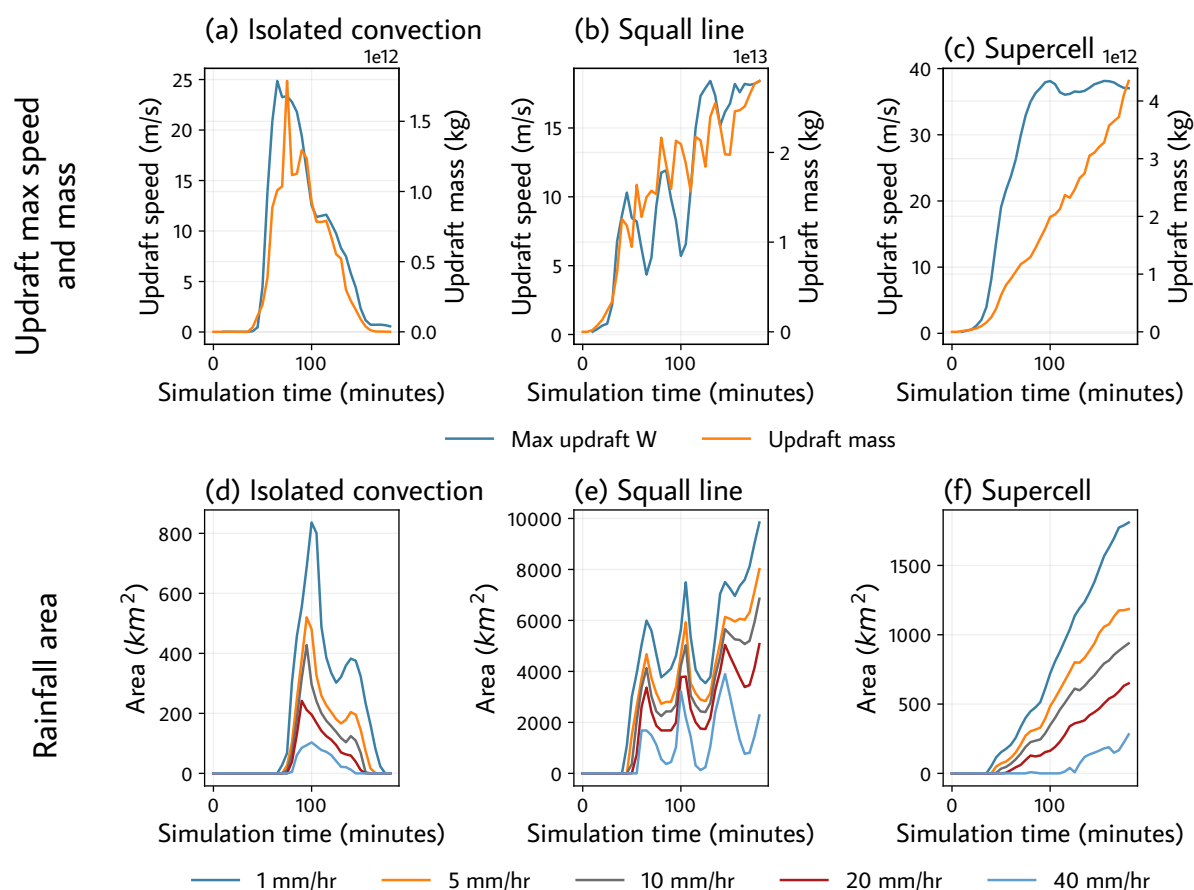 (a) Isolated convection
(b) Squall line
(c) Supercell
1e12
1e13
1e12
Updraft max speed
and mass
Updraft speed (m/s)
25
20
15
10
5
0
1.5
1.0
0.5
0.0
Updraft mass (kg)
0
100
Simulation time (minutes)
Updraft speed (m/s)
15
10
5
0
2
1
0
Updraft mass (kg)
0
100
Simulation time (minutes)
Updraft speed (m/s)
40
30
20
10
0
4
3
2
1
0
Updraft mass (kg)
0
100
Simulation time (minutes)
Max updraft W
Updraft mass
(d) Isolated convection
(e) Squall line
(f) Supercell
Rainfall area
Area (km²)
800
600
400
200
0
0
100
Simulation time (minutes)
Area (km²)
10000
8000
6000
4000
2000
0
0
100
Simulation time (minutes)
Area (km²)
1500
1000
500
0
0
100
Simulation time (minutes)
1 mm/hr
5 mm/hr
10 mm/hr
20 mm/hr
40 mm/hr